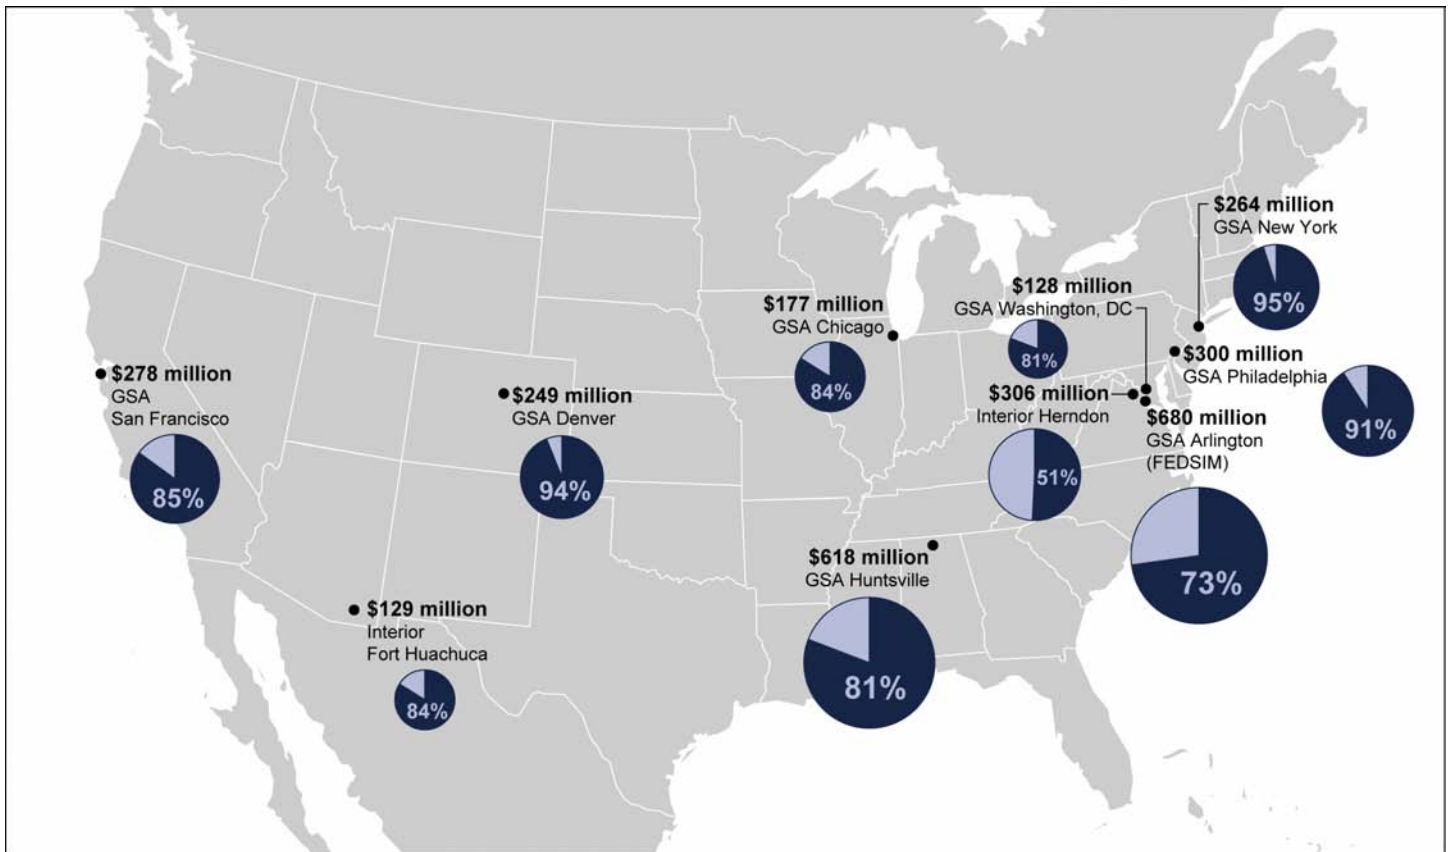 $264 million
GSA New York
95%
$128 million
GSA Washington, DC
81%
$177 million
GSA Chicago
84%
$300 million
GSA Philadelphia
91%
$278 million
GSA
San Francisco
85%
$249 million
GSA Denver
94%
$306 million
Interior Herndon
51%
$680 million
GSA Arlington
(FEDSIM)
73%
$618 million
GSA Huntsville
81%
$129 million
Interior
Fort Huachuca
84%